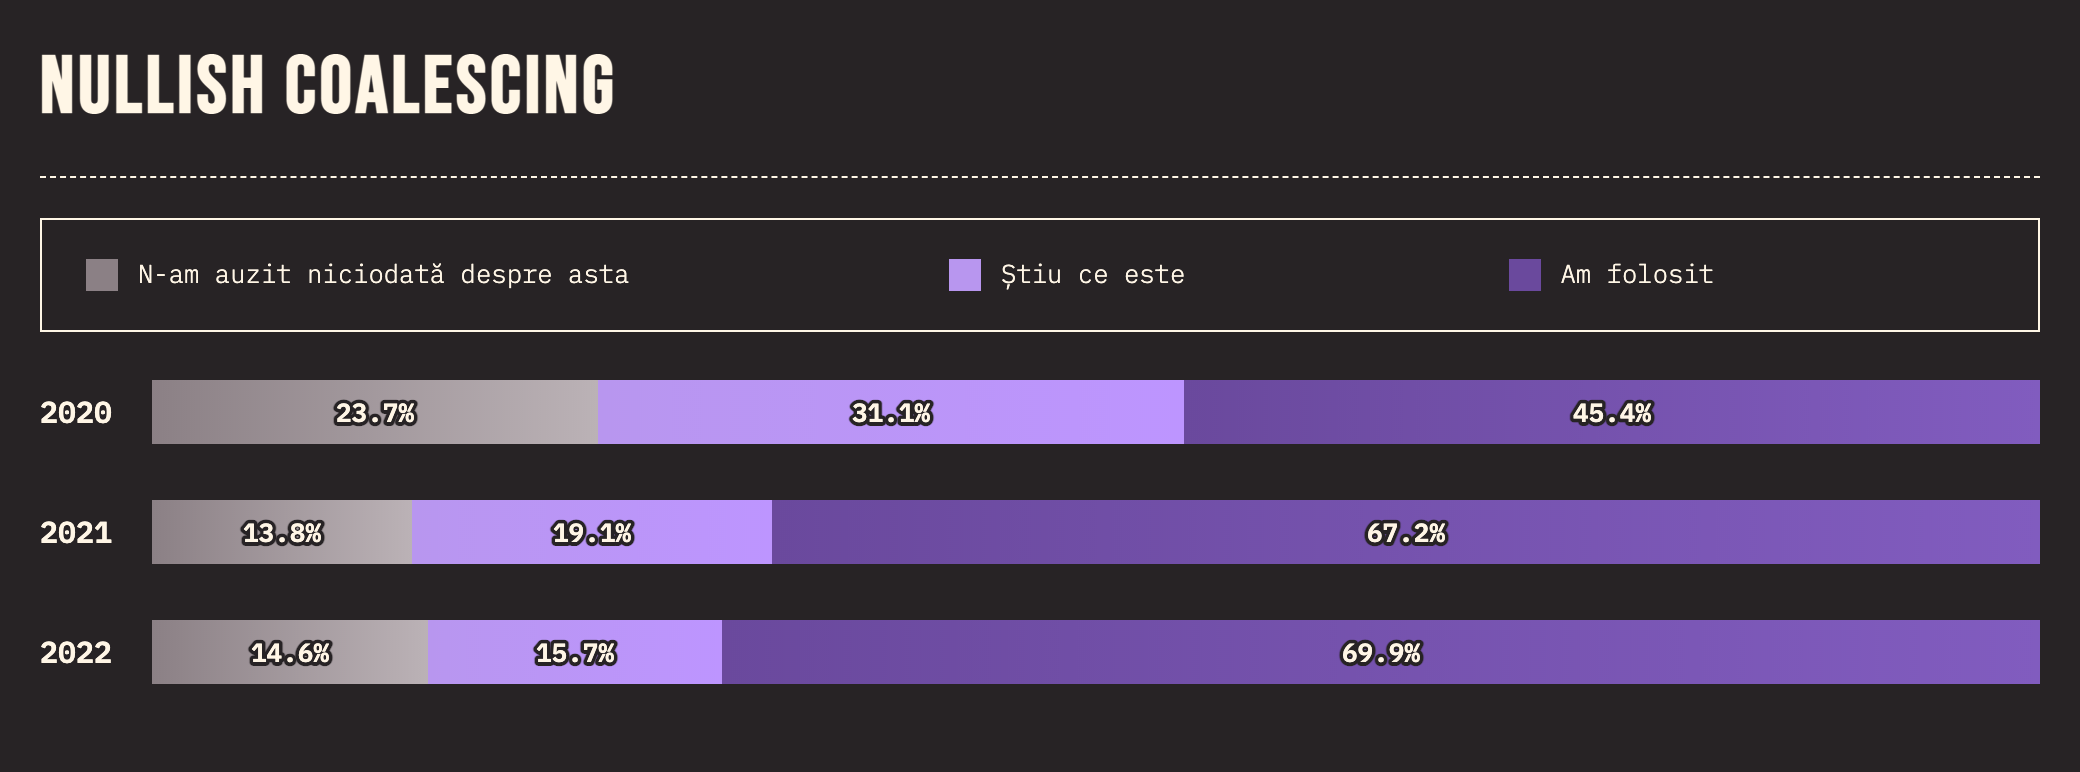 NULLISH COALESCING
N-am auzit niciodată despre asta Știu ce este Am folosit
2020 23.7% 31.1% 45.4%
2021 13.8% 19.1% 67.2%
2022 14.6% 15.7% 69.9%